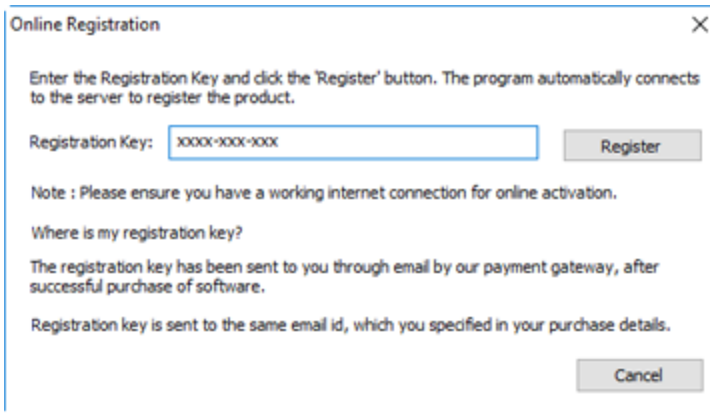 Online Registration
Enter the Registration Key and click the 'Register' button. The program automatically connects
to the server to register the product.
Registration Key: xxxx-xxx-xxx Register
Note : Please ensure you have a working internet connection for online activation.
Where is my registration key?
The registration key has been sent to you through email by our payment gateway, after
successful purchase of software.
Registration key is sent to the same email id, which you specified in your purchase details.
Cancel